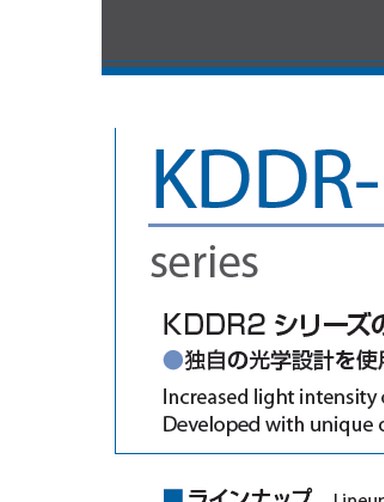 KDDR-
series
KDDR2 シリーズの
●独自の光学設計を使用
Increased light intensity
Developed with unique
■ ラインナップ Lineup